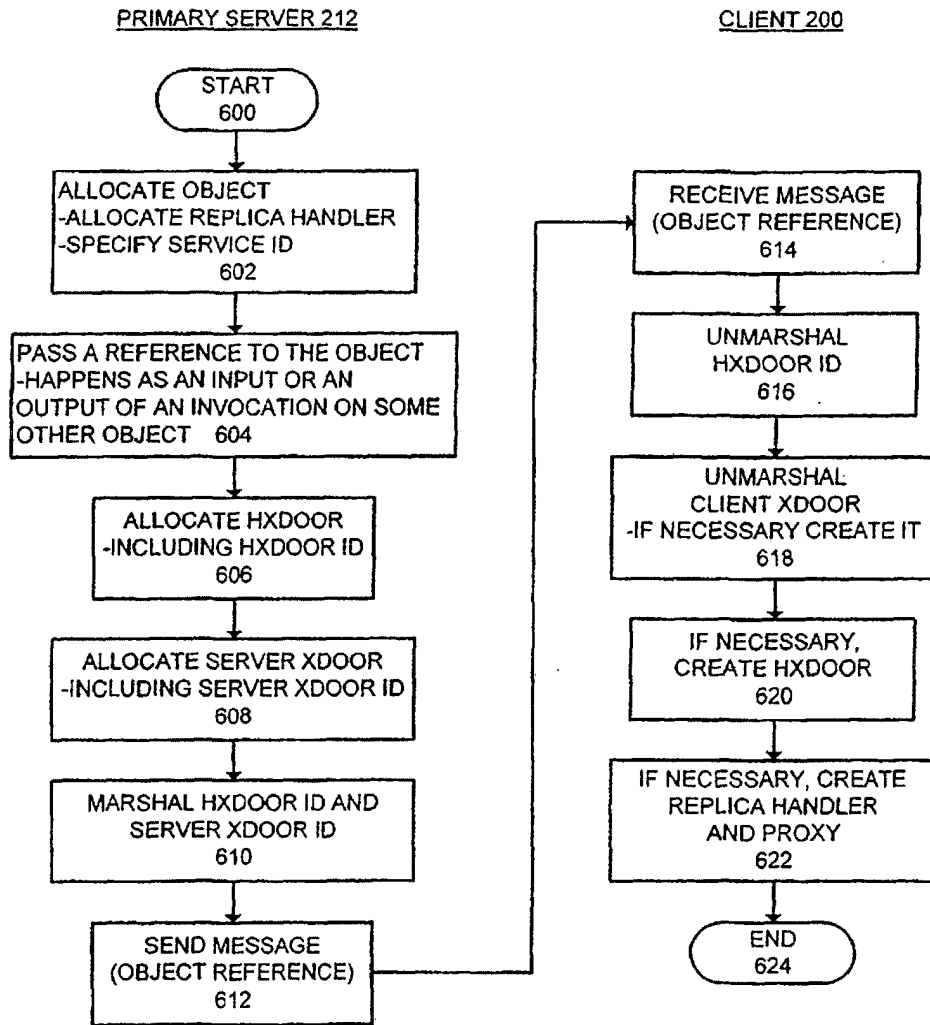 PRIMARY SERVER 212
START
600
ALLOCATE OBJECT
-ALLOCATE REPLICA HANDLER
-SPECIFY SERVICE ID
602
PASS A REFERENCE TO THE OBJECT
-HAPPENS AS AN INPUT OR AN
OUTPUT OF AN INVOCATION ON SOME
OTHER OBJECT 604
ALLOCATE HXDOOR
-INCLUDING HXDOOR ID
606
ALLOCATE SERVER XDOOR
-INCLUDING SERVER XDOOR ID
608
MARSHAL HXDOOR ID AND
SERVER XDOOR ID
610
SEND MESSAGE
(OBJECT REFERENCE)
612
CLIENT 200
RECEIVE MESSAGE
(OBJECT REFERENCE)
614
UNMARSHAL
HXDOOR ID
616
UNMARSHAL
CLIENT XDOOR
-IF NECESSARY CREATE IT
618
IF NECESSARY,
CREATE HXDOOR
620
IF NECESSARY, CREATE
REPLICA HANDLER
AND PROXY
622
END
624